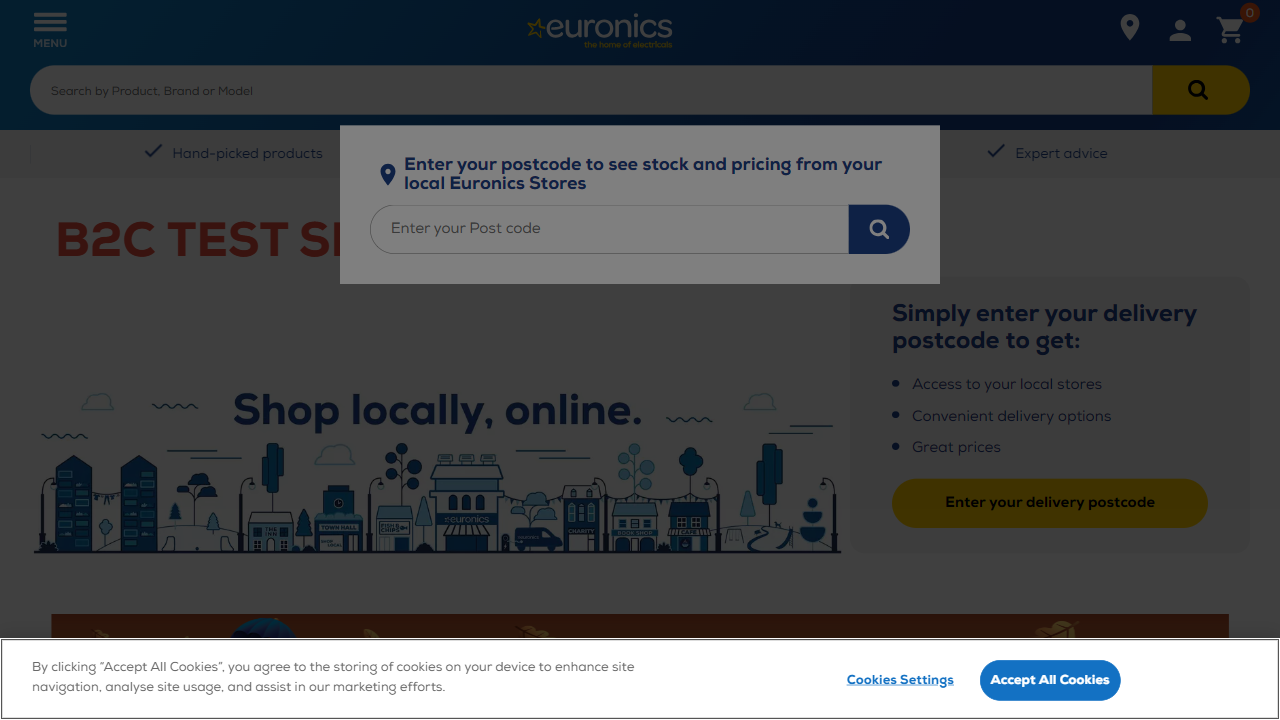 MENU
euronics
the home of electricals
0
Search by Product, Brand or Model
Hand-picked products
Expert advice
Enter your postcode to see stock and pricing from your
local Euronics Stores
Enter your Post code
B2C TEST
Simply enter your delivery
postcode to get:
Access to your local stores
Convenient delivery options
Great prices
Enter your delivery postcode
Shop locally, online.
THE INN
TOWN HALL
euronics
CHARITY
BOOK SHOP
CAFE
By clicking “Accept All Cookies”, you agree to the storing of cookies on your device to enhance site
navigation, analyse site usage, and assist in our marketing efforts.
Cookies Settings
Accept All Cookies